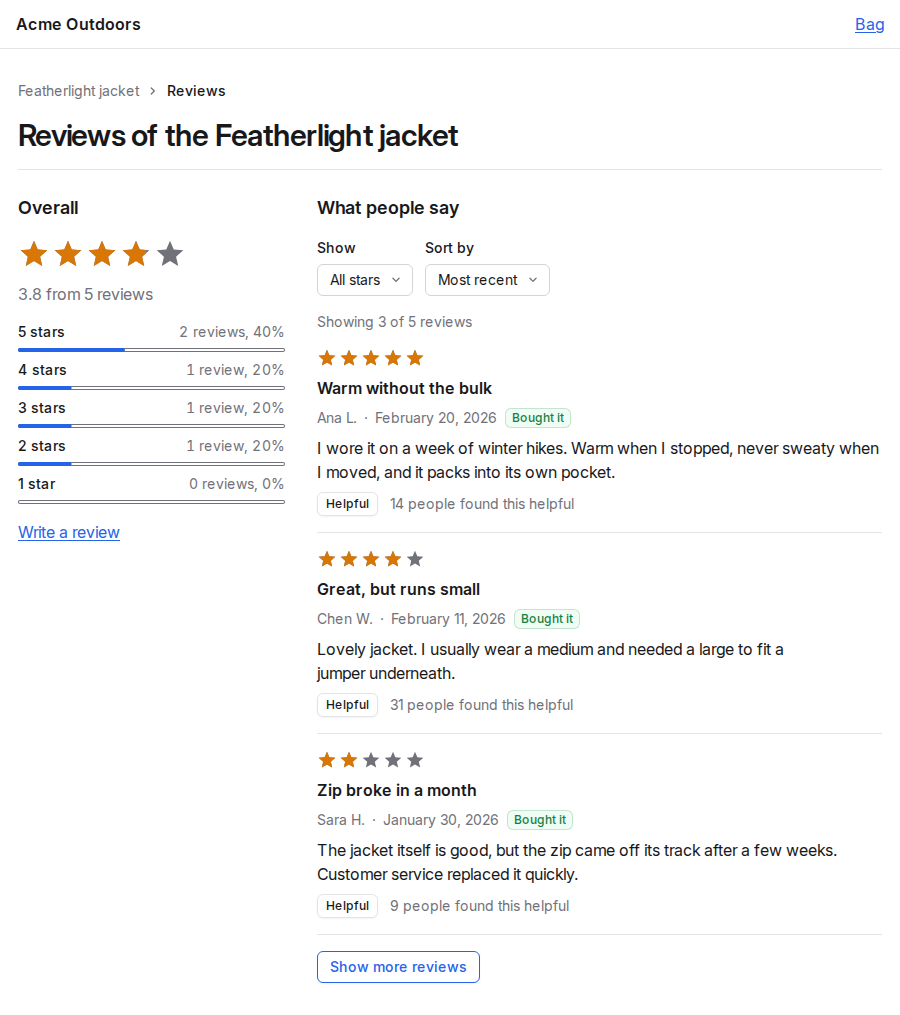 Acme Outdoors
Bag
Featherlight jacket › Reviews
Reviews of the Featherlight jacket
Overall
3.8 from 5 reviews
5 stars 2 reviews, 40%
4 stars 1 review, 20%
3 stars 1 review, 20%
2 stars 1 review, 20%
1 star 0 reviews, 0%
Write a review
What people say
Show Sort by
All stars Most recent
Showing 3 of 5 reviews
Warm without the bulk
Ana L. · February 20, 2026 Bought it
I wore it on a week of winter hikes. Warm when I stopped, never sweaty when
I moved, and it packs into its own pocket.
Helpful 14 people found this helpful
Great, but runs small
Chen W. · February 11, 2026 Bought it
Lovely jacket. I usually wear a medium and needed a large to fit a
jumper underneath.
Helpful 31 people found this helpful
Zip broke in a month
Sara H. · January 30, 2026 Bought it
The jacket itself is good, but the zip came off its track after a few weeks.
Customer service replaced it quickly.
Helpful 9 people found this helpful
Show more reviews